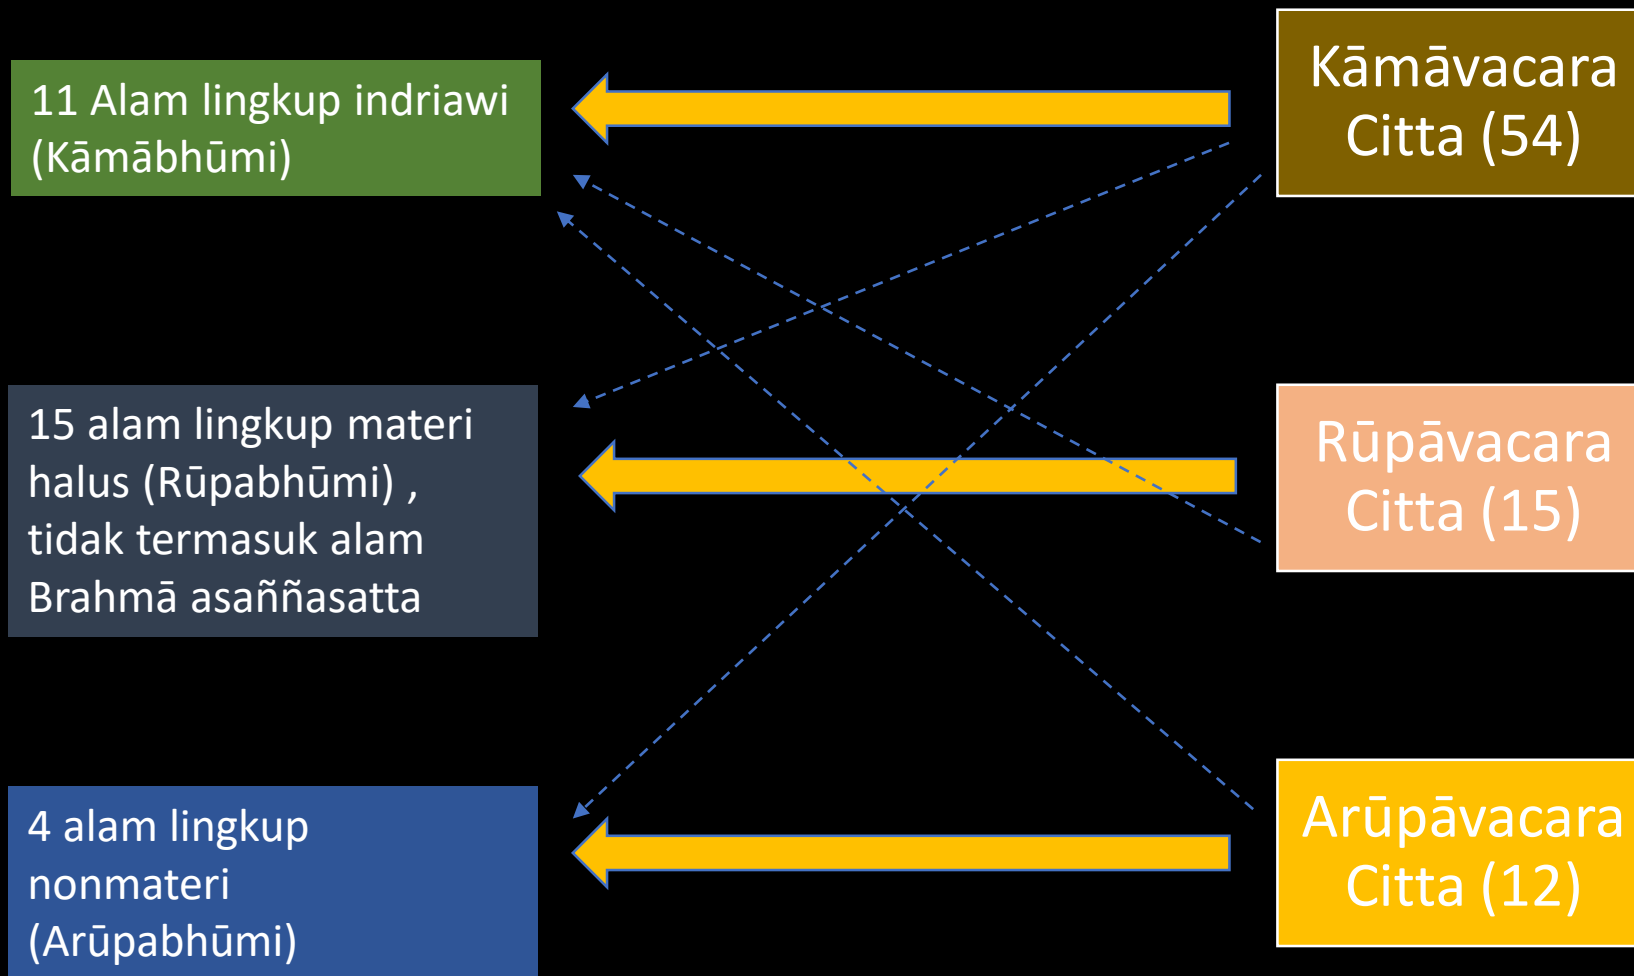 11 Alam lingkup indriawi
(Kāmābhūmi)
15 alam lingkup materi
halus (Rūpabhūmi) ,
tidak termasuk alam
Brahmā asaññasatta
4 alam lingkup
nonmateri
(Arūpabhūmi)
Kāmāvacara
Citta (54)
Rūpāvacara
Citta (15)
Arūpāvacara
Citta (12)